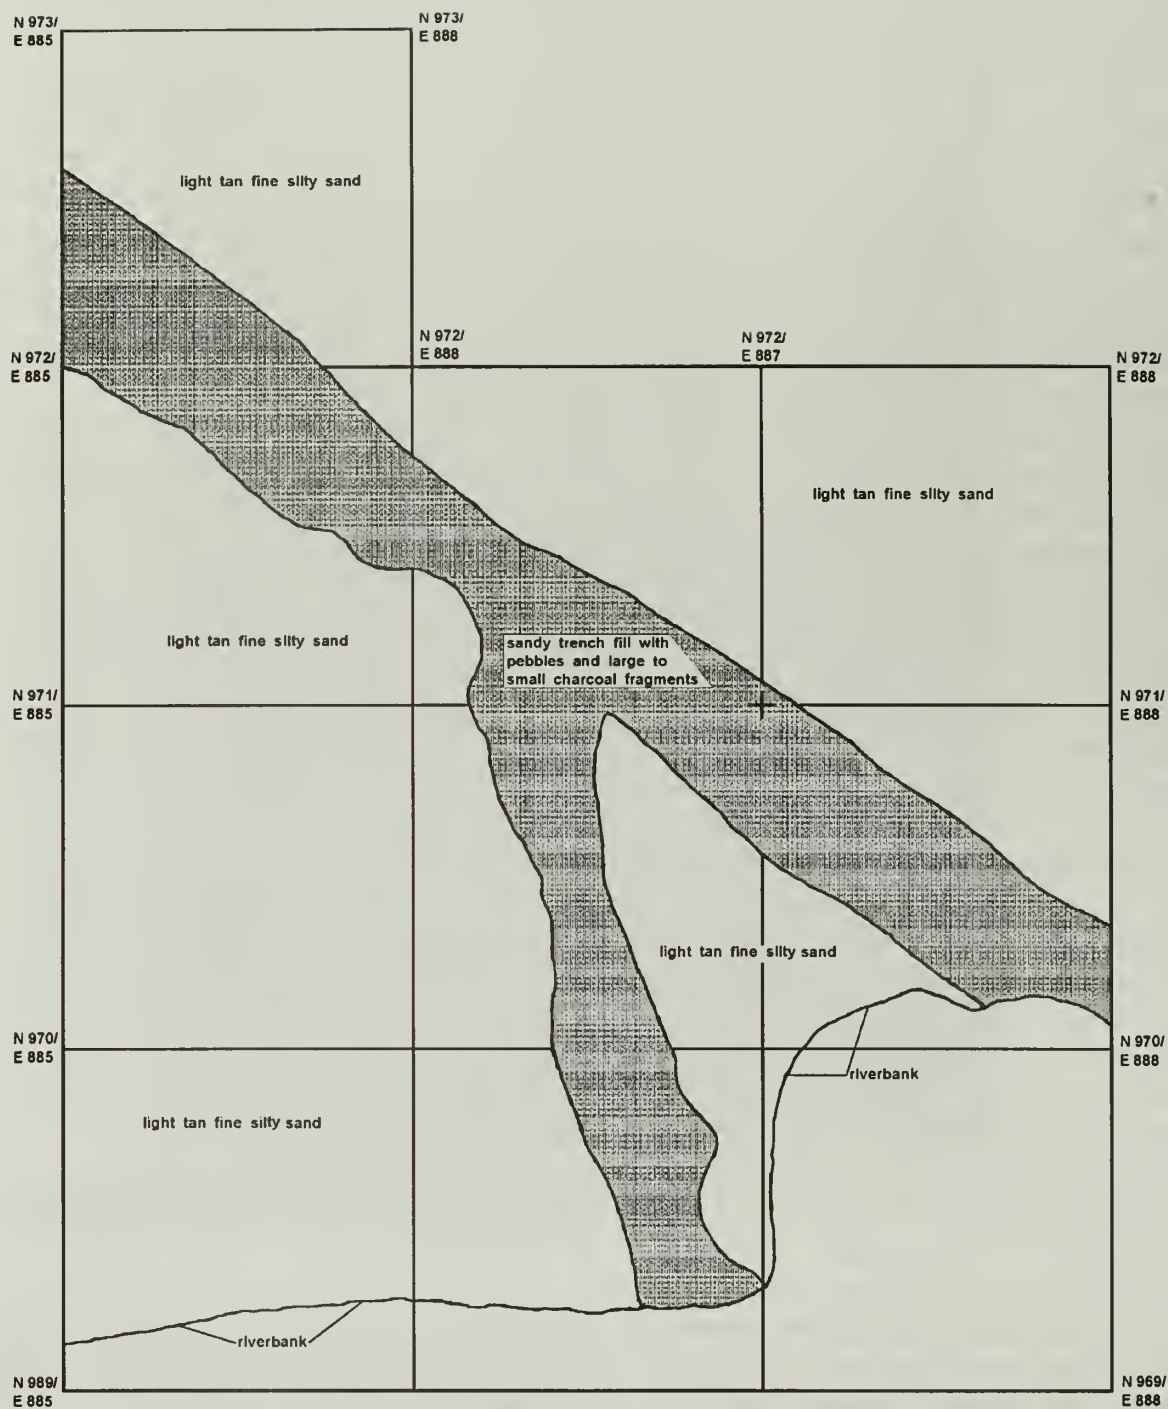 N 973/
E 885
N 973/
E 888
light tan fine silty sand
N 972/
E 885
N 972/
E 888
N 972/
E 887
N 972/
E 888
light tan fine silty sand
light tan fine silty sand
sandy trench fill with
pebbles and large to
small charcoal fragments
N 971/
E 885
N 971/
E 888
light tan fine silty sand
N 970/
E 885
N 970/
E 888
riverbank
light tan fine silty sand
riverbank
N 989/
E 885
N 969/
E 888